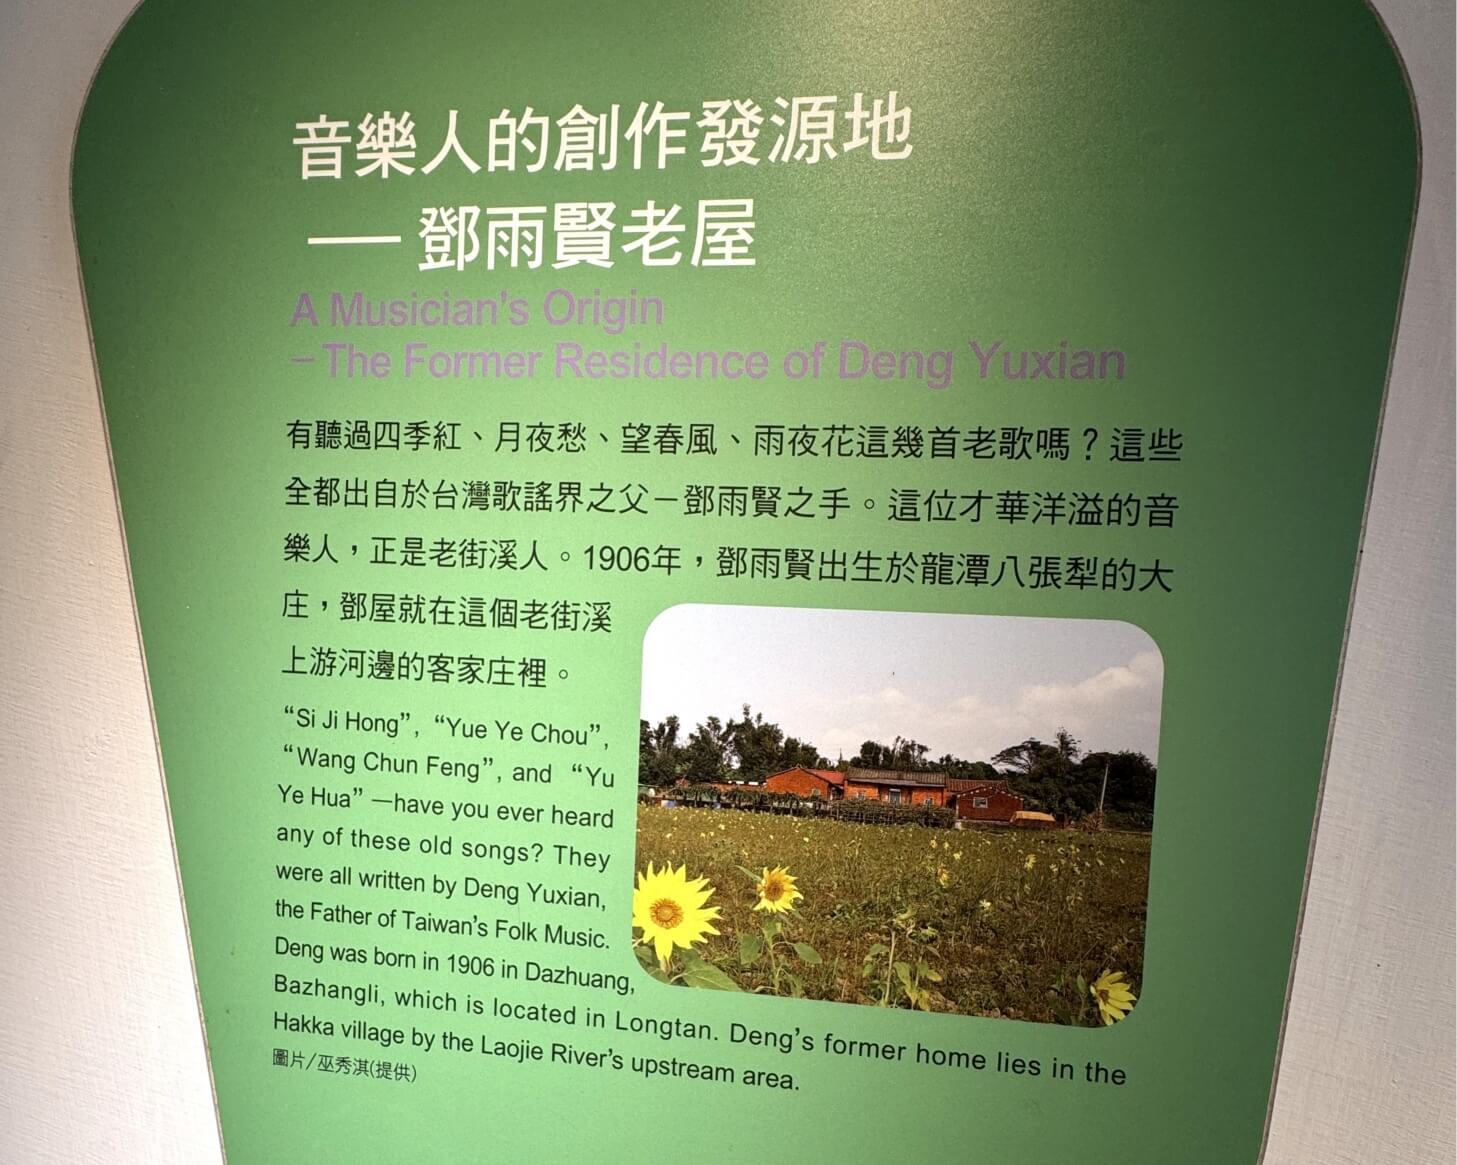 音樂人的創作發源地
— 鄧雨賢老屋
A Musician's Origin
– The Former Residence of Deng Yuxian
有聽過四季紅、月夜愁、望春風、雨夜花這幾首老歌嗎？這些
全都出自於台灣歌謠界之父－鄧雨賢之手。這位才華洋溢的音
樂人，正是老街溪人。1906年，鄧雨賢出生於龍潭八張犁的大
庄，鄧屋就在這個老街溪
上游河邊的客家庄裡。
“Si Ji Hong”, “Yue Ye Chou”,
“Wang Chun Feng”, and “Yu
Ye Hua” —have you ever heard
any of these old songs? They
were all written by Deng Yuxian,
the Father of Taiwan's Folk Music.
Deng was born in 1906 in Dazhuang,
Bazhangli, which is located in Longtan. Deng's former home lies in the
Hakka village by the Laojie River's upstream area.
圖片/巫秀淇(提供)